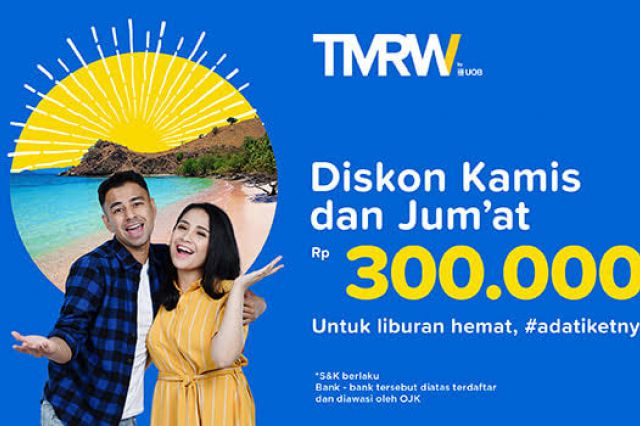 TMRW
by UOB
Diskon Kamis
dan Jum'at
Rp 300.000
Untuk liburan hemat, #adatiketny
*S&K berlaku
Bank - bank tersebut diatas terdaftar
dan diawasi oleh OJK